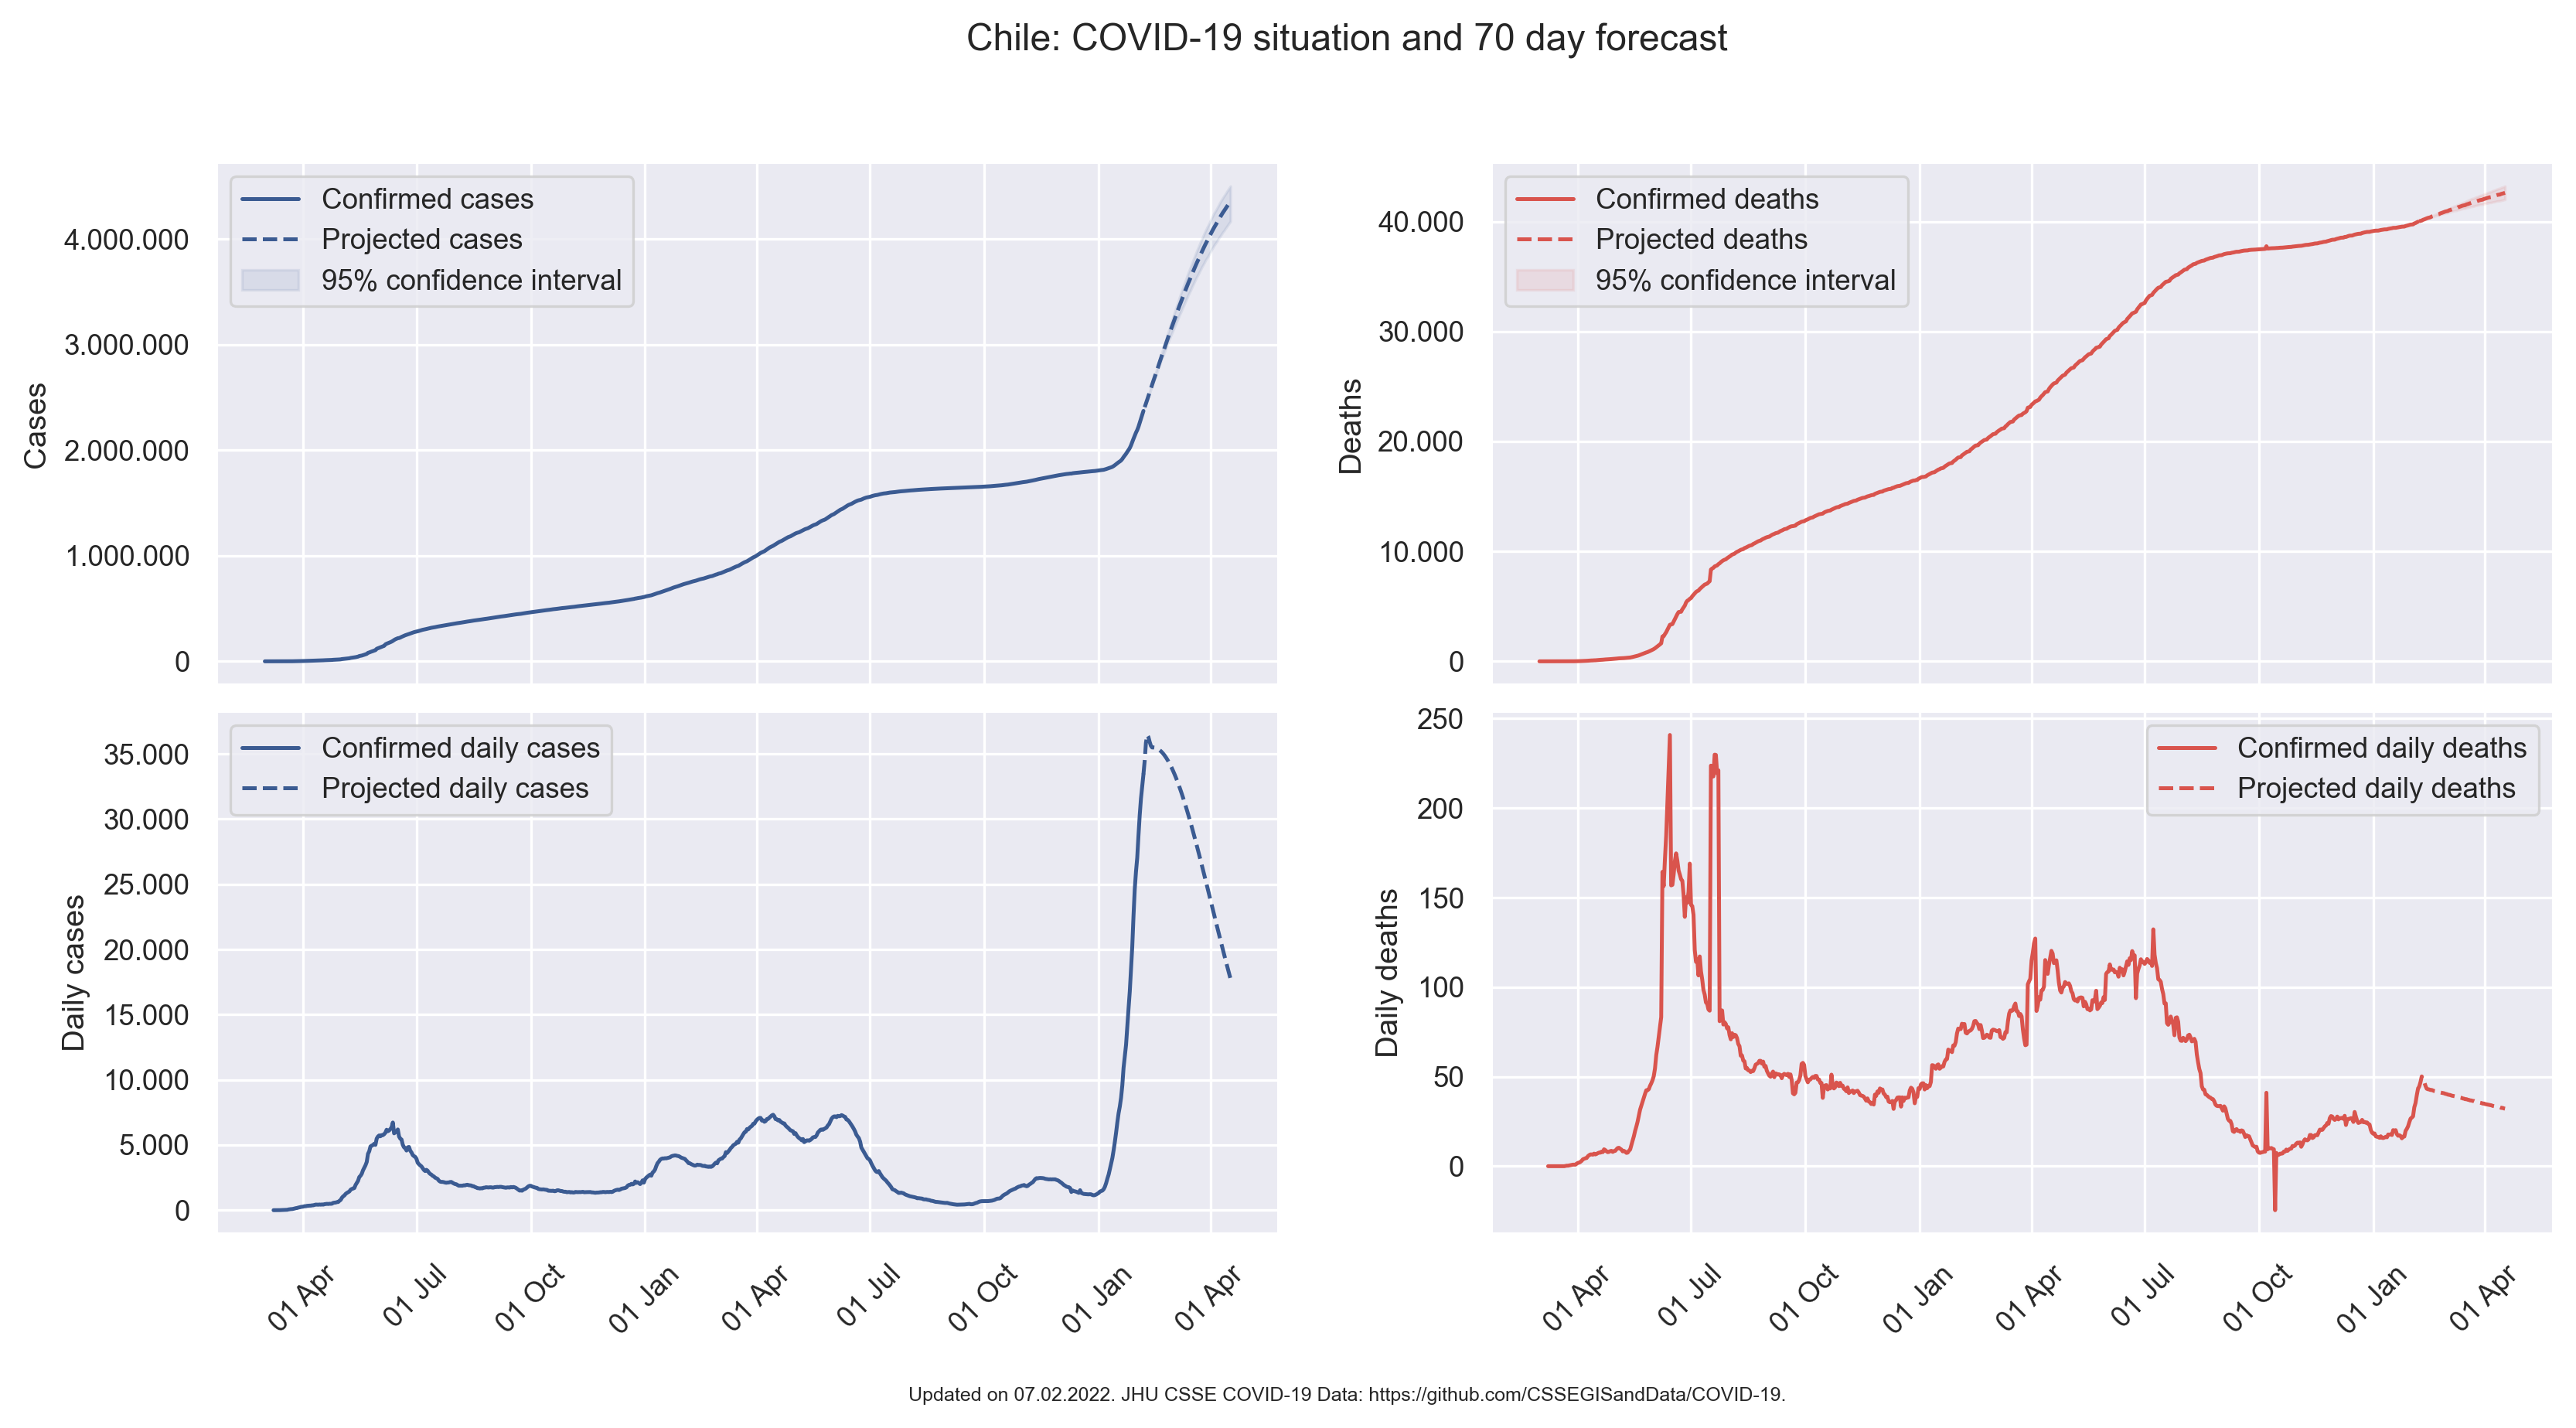 Chile: COVID-19 situation and 70 day forecast
Confirmed cases
Projected cases
95% confidence interval
Cases
4.000.000
3.000.000
2.000.000
1.000.000
0
Confirmed deaths
Projected deaths
95% confidence interval
Deaths
40.000
30.000
20.000
10.000
0
Confirmed daily cases
Projected daily cases
Daily cases
35.000
30.000
25.000
20.000
15.000
10.000
5.000
0
01 Apr
01 Jul
01 Oct
01 Jan
01 Apr
01 Jul
01 Oct
01 Jan
01 Apr
Confirmed daily deaths
Projected daily deaths
Daily deaths
250
200
150
100
50
0
01 Apr
01 Jul
01 Oct
01 Jan
01 Apr
01 Jul
01 Oct
01 Jan
01 Apr
Updated on 07.02.2022. JHU CSSE COVID-19 Data: https://github.com/CSSEGISandData/COVID-19.